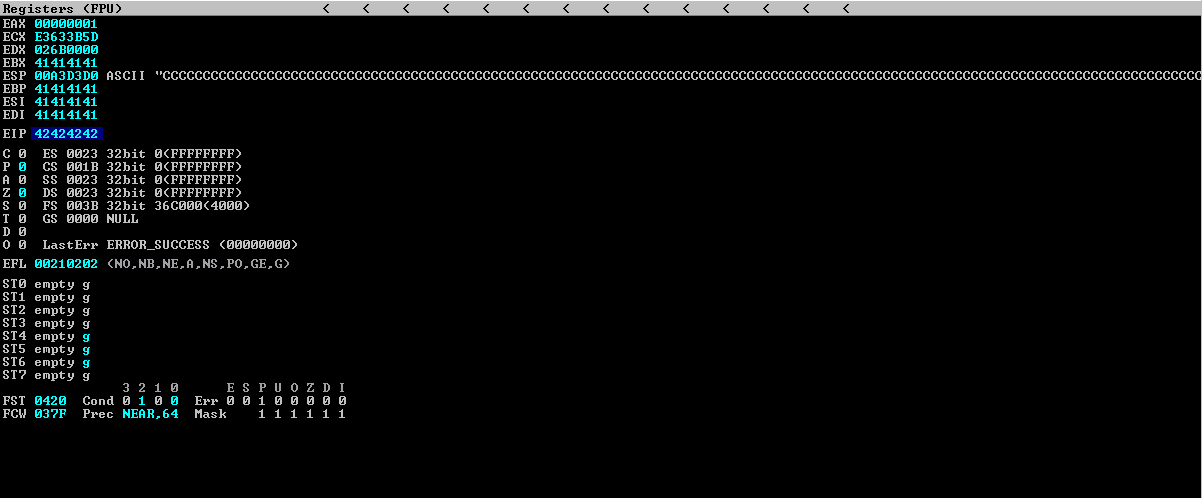 Registers (FPU) < < < < < < < < < < < < < <
EAX 00000001
ECX E3633B5D
EDX 026B0000
EBX 41414141
ESP 00A3D3D0 ASCII "CCCCCCCCCCCCCCCCCCCCCCCCCCCCCCCCCCCCCCCCCCCCCCCCCCCCCCCCCCCCCCCCCCCCCCCCCCCCCCCCCCCCCCCCCCCCCCCCCCCCCCCCCCCCCCCCCCCCCCCCCCCCCCCCCC
EBP 41414141
ESI 41414141
EDI 41414141
EIP 42424242
C 0 ES 0023 32bit 0(FFFFFFFF)
P 0 CS 001B 32bit 0(FFFFFFFF)
A 0 SS 0023 32bit 0(FFFFFFFF)
Z 0 DS 0023 32bit 0(FFFFFFFF)
S 0 FS 003B 32bit 36C000(4000)
T 0 GS 0000 NULL
D 0
O 0 LastErr ERROR_SUCCESS (00000000)
EFL 00210202 (NO,NB,NE,A,NS,PO,GE,G)
ST0 empty g
ST1 empty g
ST2 empty g
ST3 empty g
ST4 empty g
ST5 empty g
ST6 empty g
ST7 empty g
3 2 1 0 E S P U O Z D I
FST 0420 Cond 0 1 0 0 Err 0 0 1 0 0 0 0 0
FCW 037F Prec NEAR,64 Mask 1 1 1 1 1 1